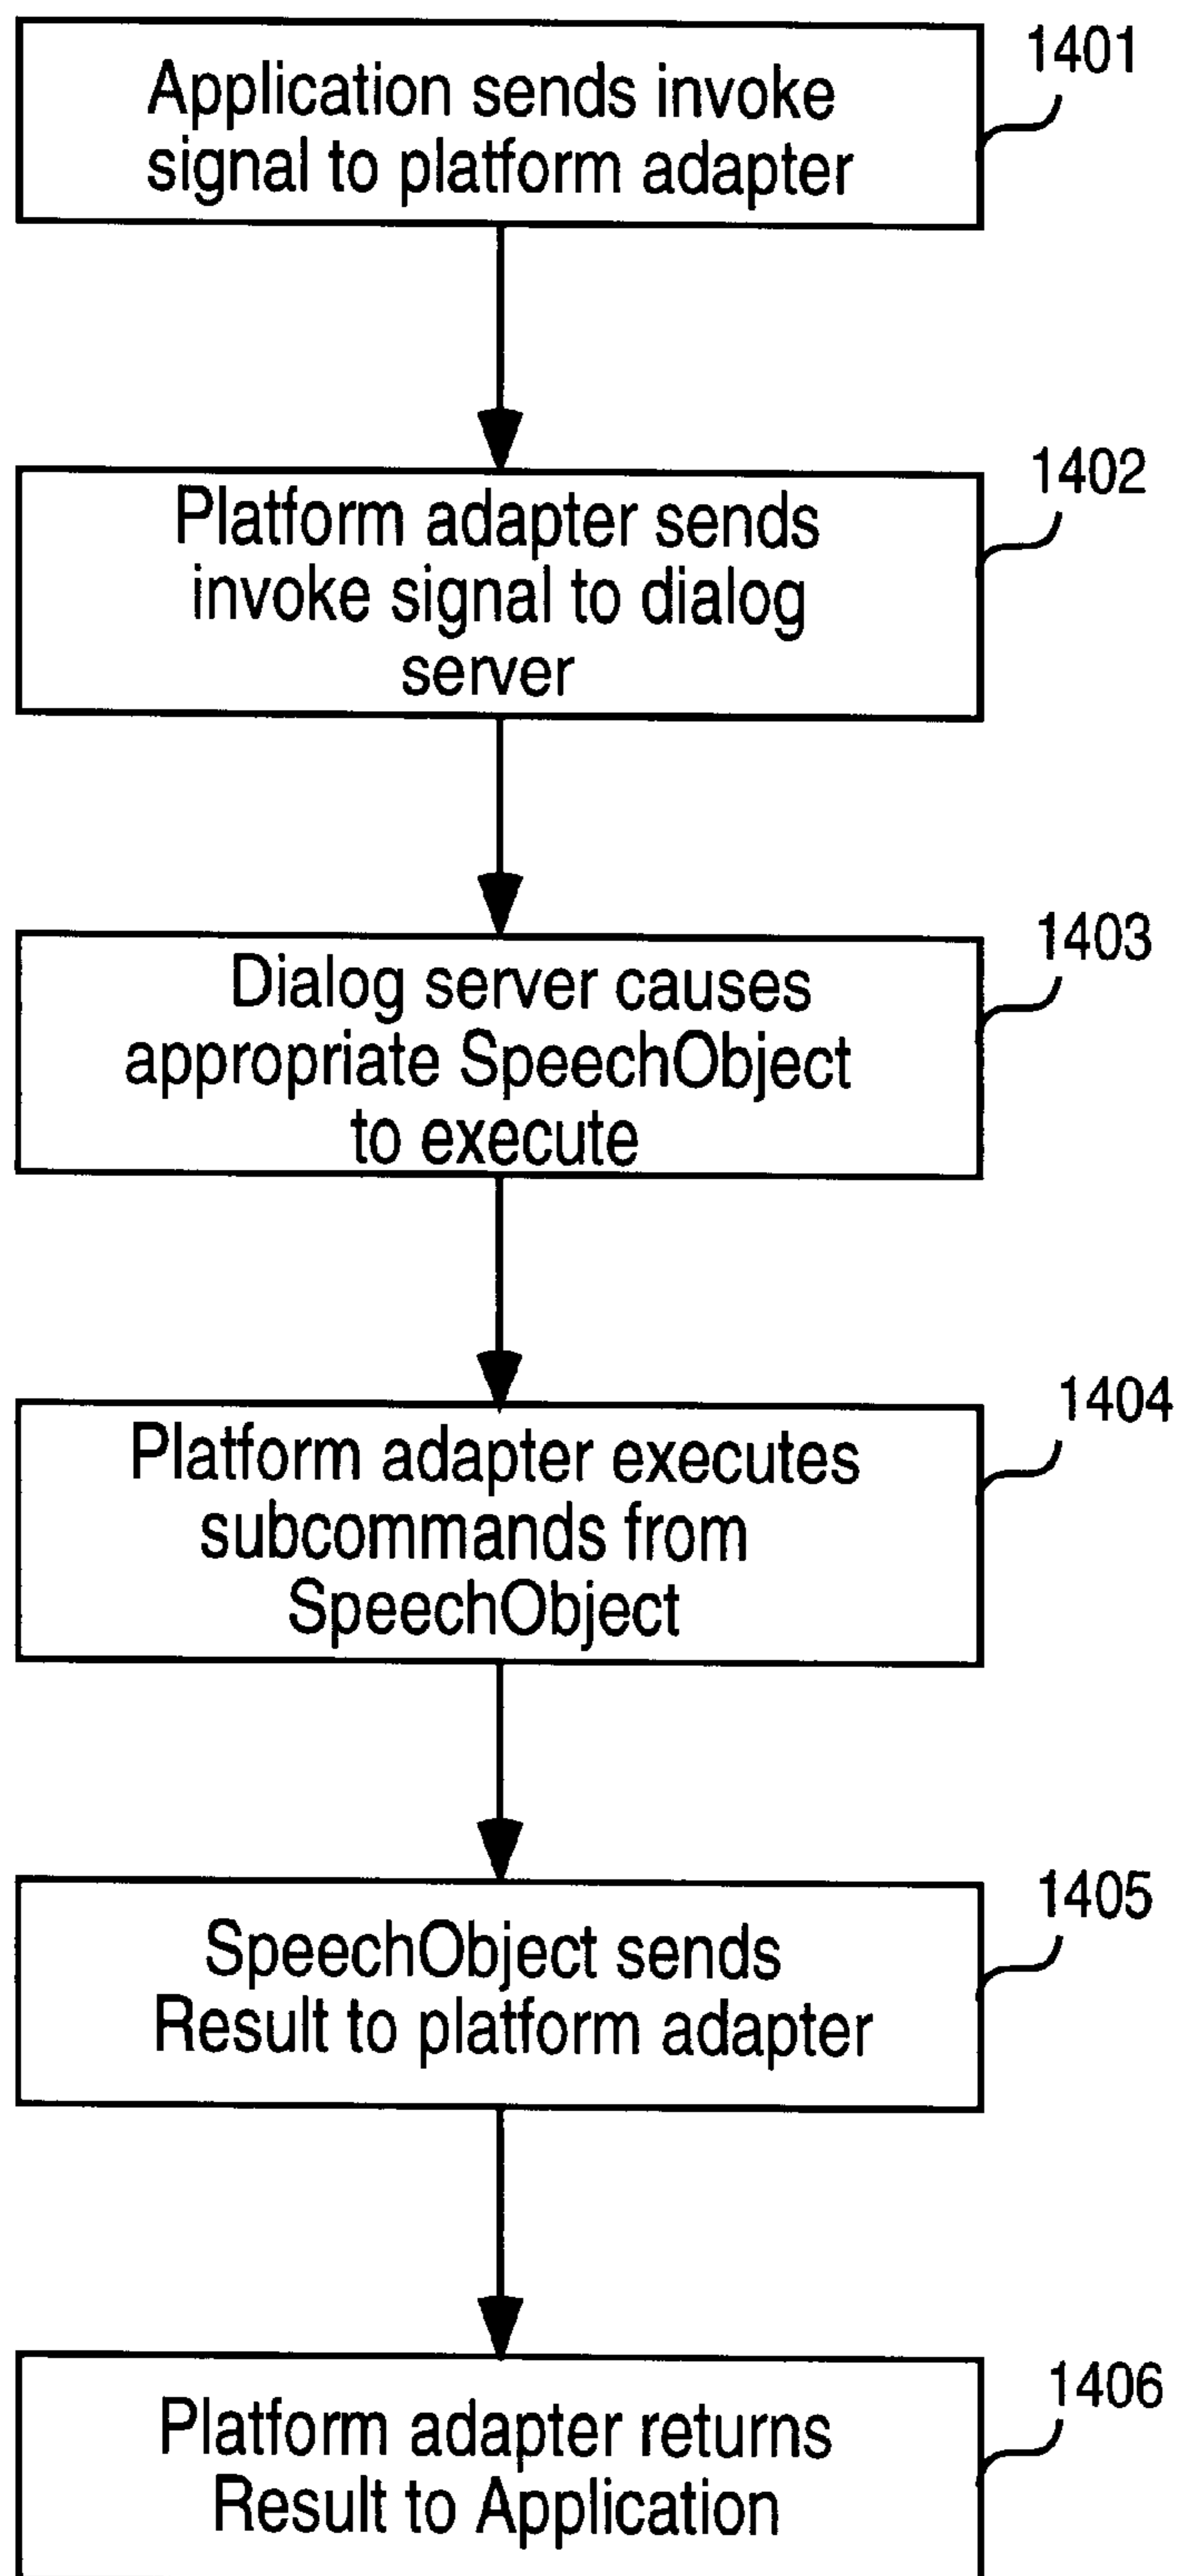 1401
Application sends invoke
signal to platform adapter
1402
Platform adapter sends
invoke signal to dialog
server
1403
Dialog server causes
appropriate SpeechObject
to execute
1404
Platform adapter executes
subcommands from
SpeechObject
1405
SpeechObject sends
Result to platform adapter
1406
Platform adapter returns
Result to Application